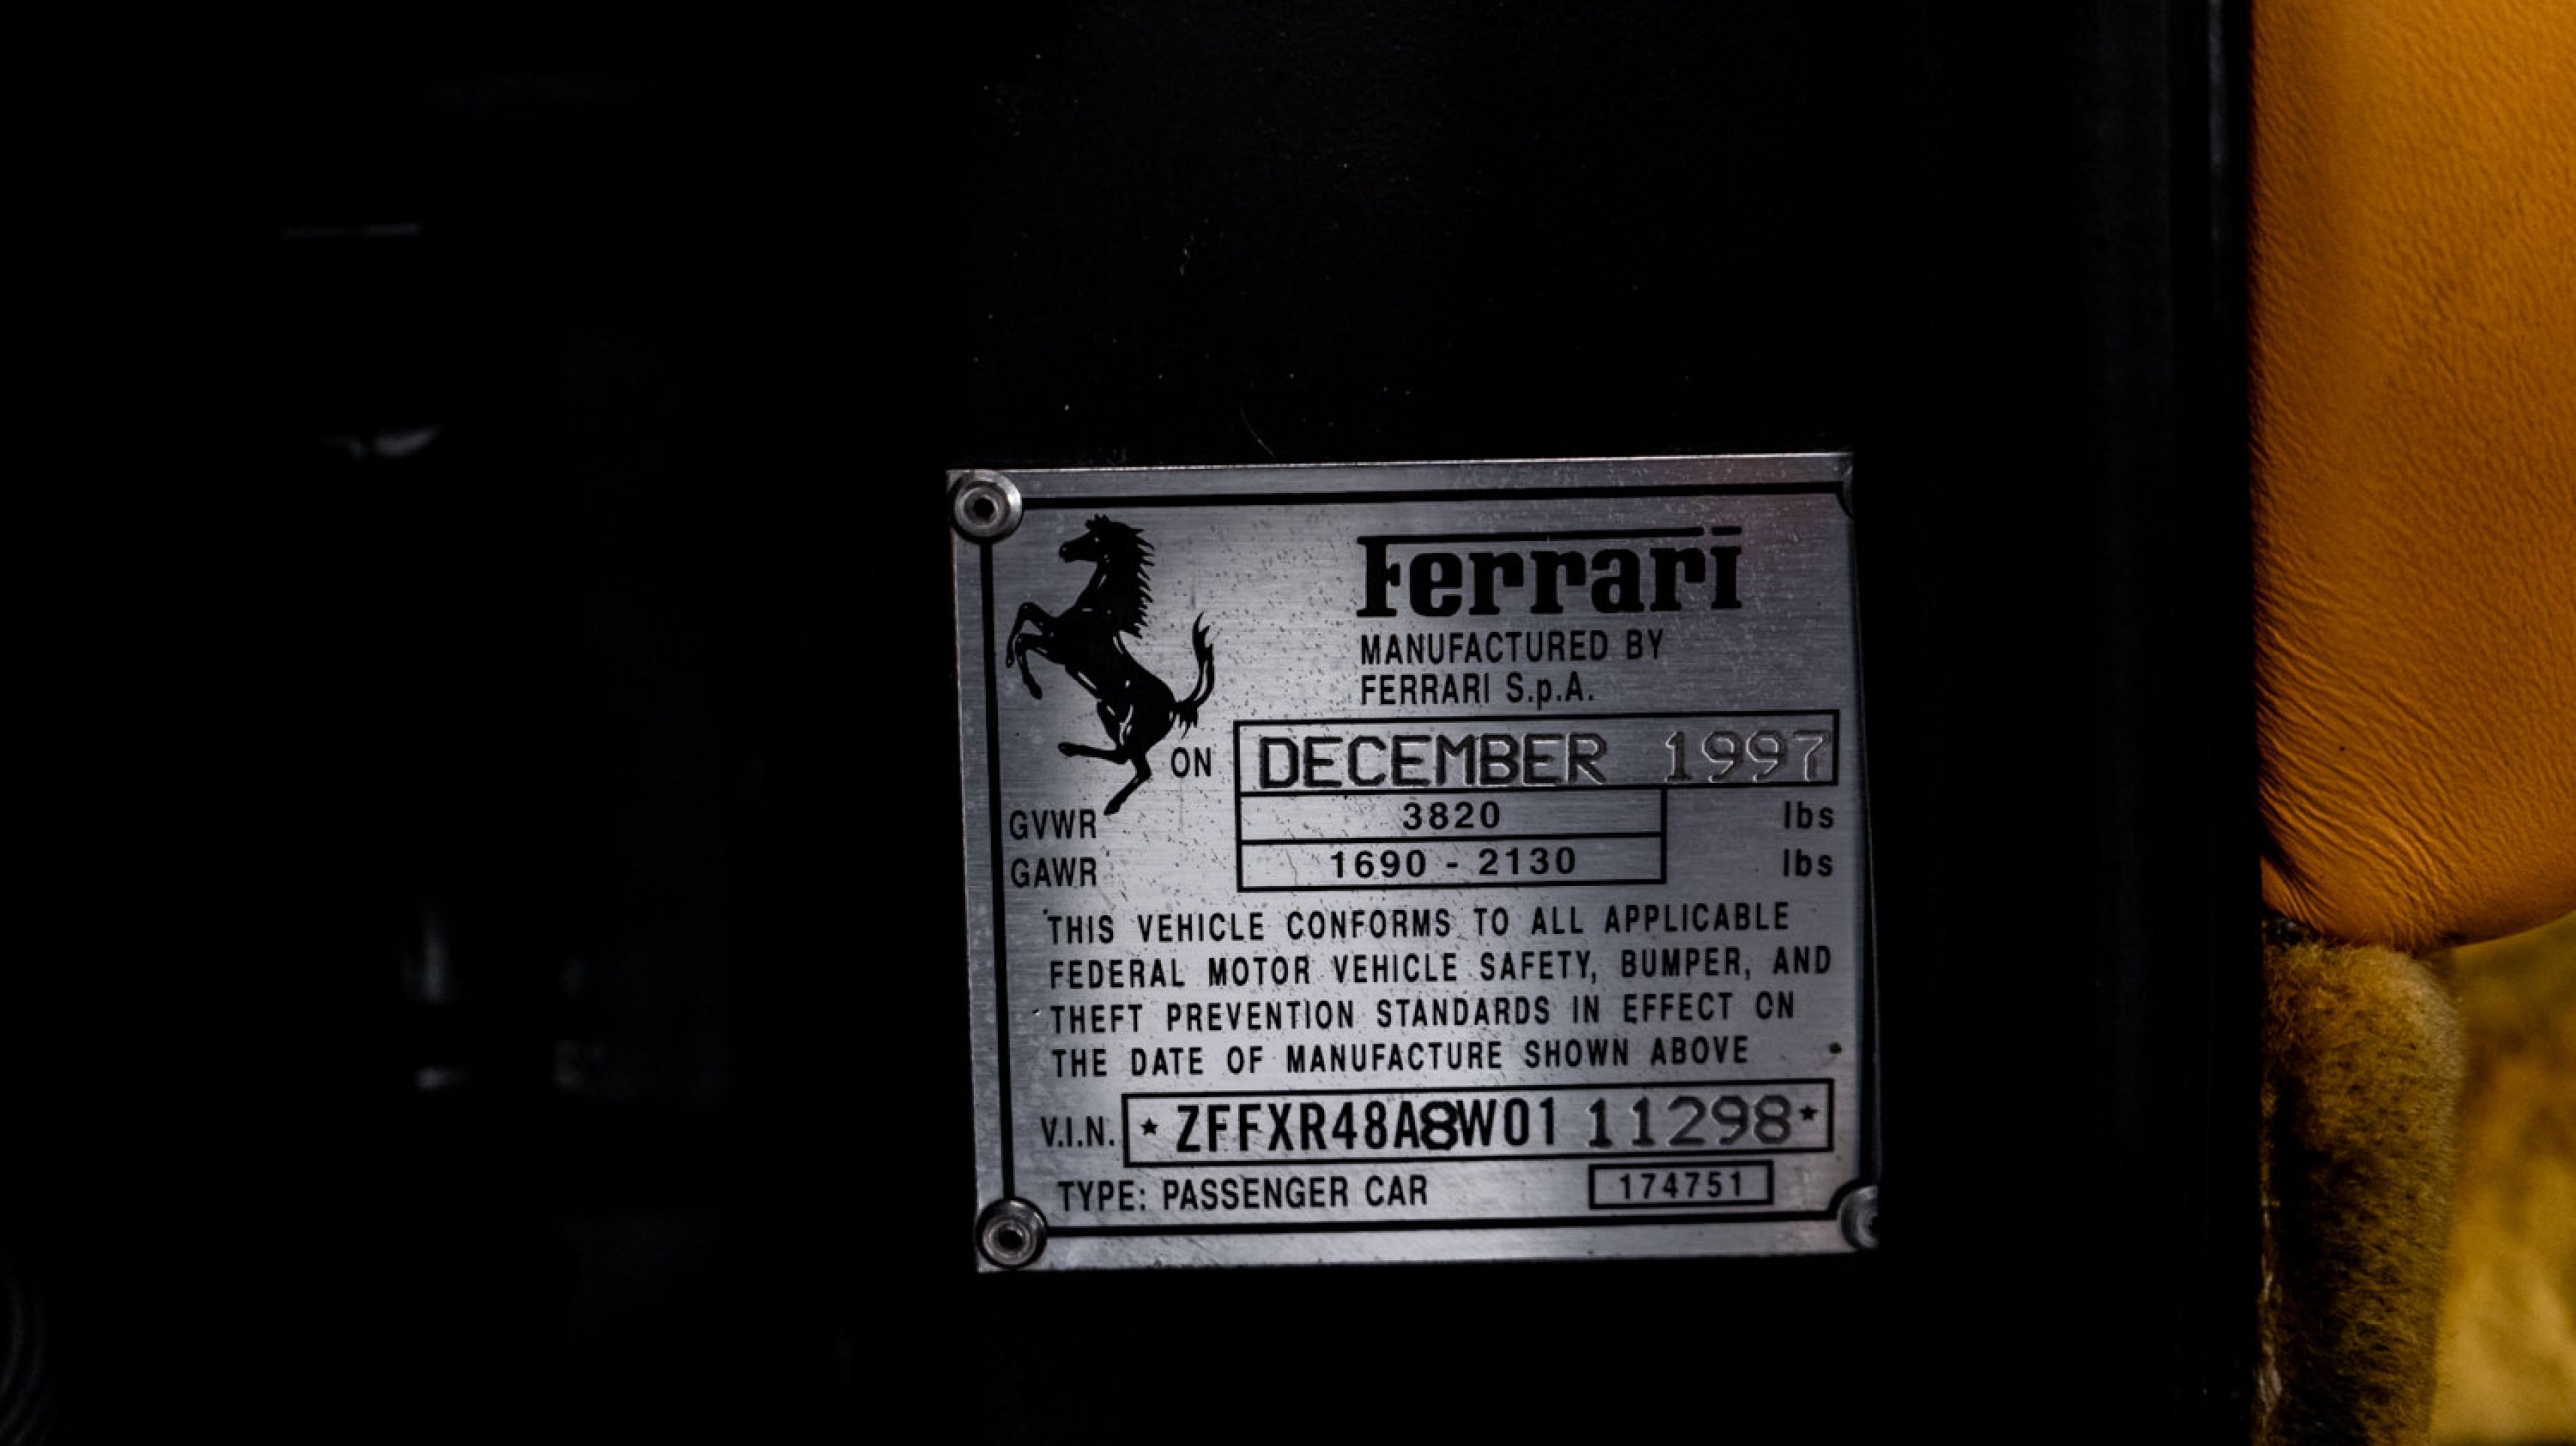 Ferrari
MANUFACTURED BY
FERRARI S.p.A.
ON DECEMBER 1997
GVWR 3820 lbs
GAWR 1690 - 2130 lbs
THIS VEHICLE CONFORMS TO ALL APPLICABLE
FEDERAL MOTOR VEHICLE SAFETY, BUMPER, AND
THEFT PREVENTION STANDARDS IN EFFECT ON
THE DATE OF MANUFACTURE SHOWN ABOVE
V.I.N. * ZFFXR48A8W0111298*
TYPE: PASSENGER CAR 174751